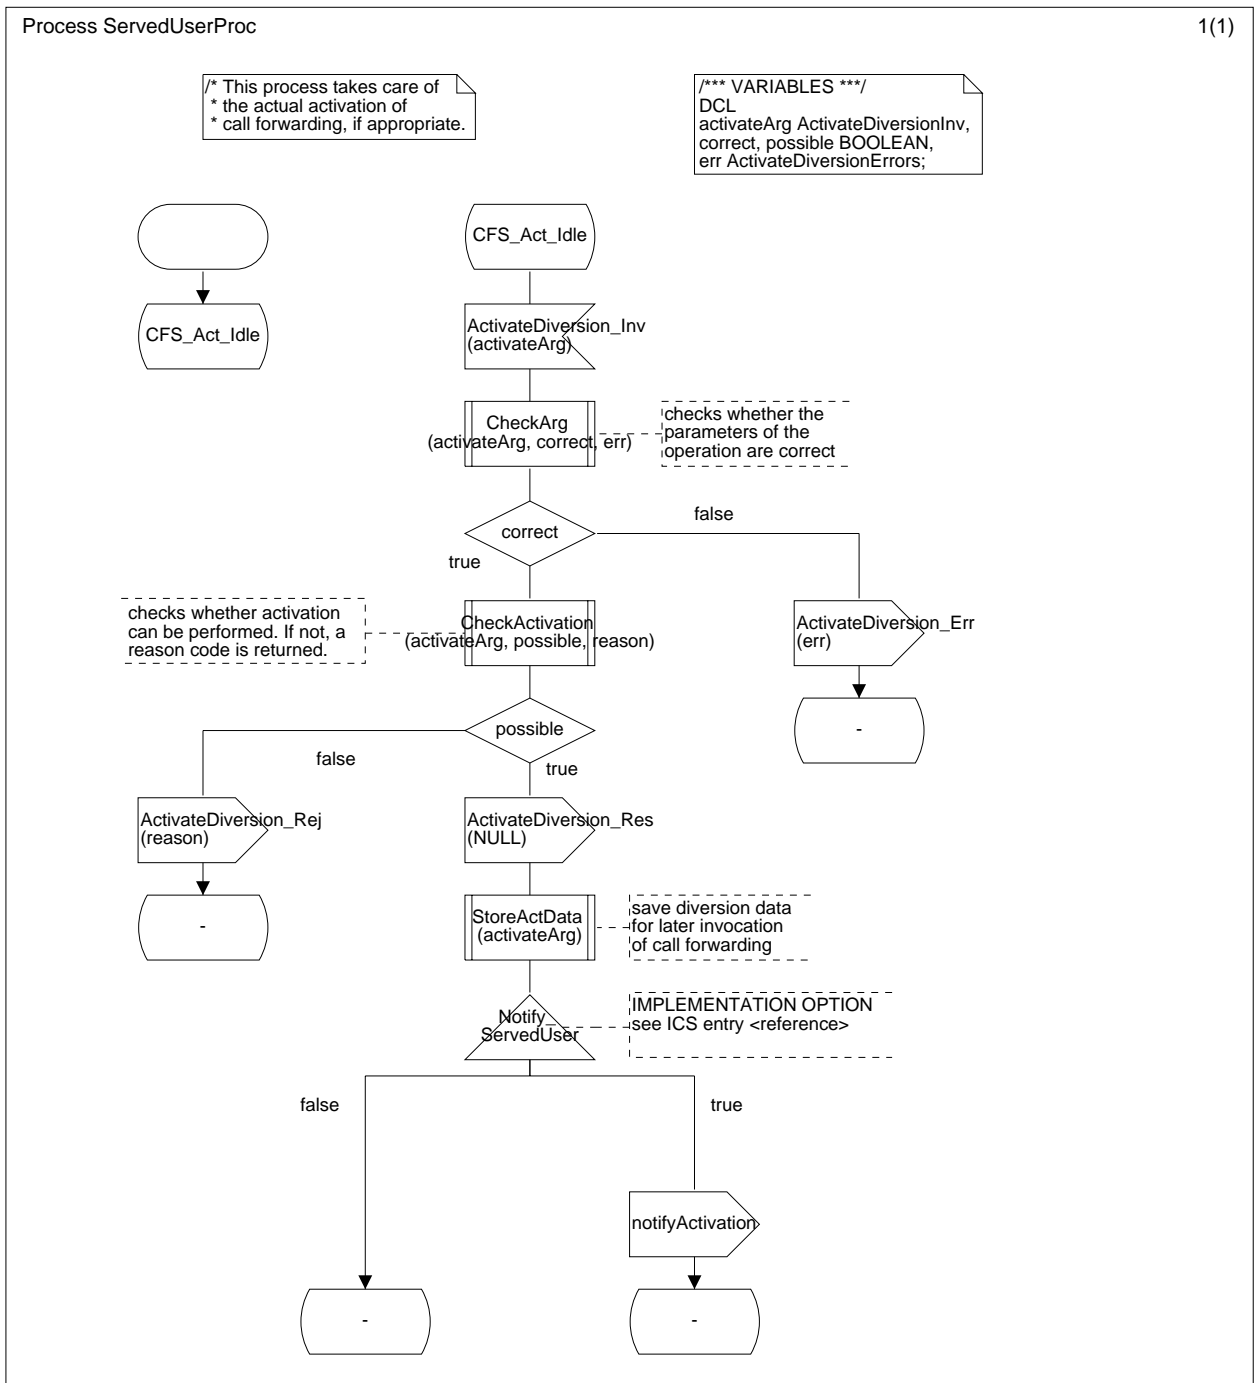 Process ServedUserProc
1(1)
/* This process takes care of
* the actual activation of
* call forwarding, if appropriate.
/*** VARIABLES ***/
DCL
activateArg ActivateDiversionInv,
correct, possible BOOLEAN,
err ActivateDiversionErrors;
CFS_Act_Idle
CFS_Act_Idle
ActivateDiversion_Inv
(activateArg)
CheckArg
(activateArg, correct, err)
checks whether the
parameters of the
operation are correct
correct
false
true
checks whether activation
can be performed. If not, a
reason code is returned.
CheckActivation
(activateArg, possible, reason)
ActivateDiversion_Err
(err)
possible
-
false
true
ActivateDiversion_Rej
(reason)
ActivateDiversion_Res
(NULL)
-
StoreActData
(activateArg)
save diversion data
for later invocation
of call forwarding
Notify_
ServedUser
IMPLEMENTATION OPTION
see ICS entry <reference>
false
true
notifyActivation
-
-